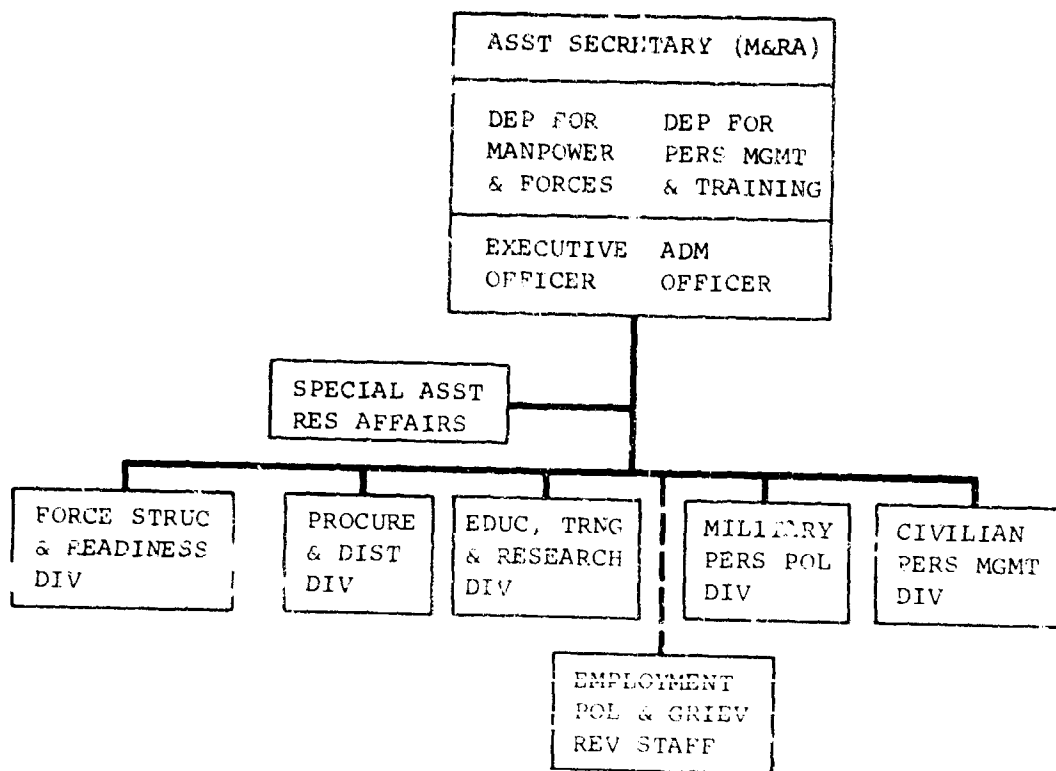 ASST SECRETARY (M&RA)
DEP FOR
MANPOWER
& FORCES
DEP FOR
PERS MGMT
& TRAINING
EXECUTIVE
OFFICER
ADM
OFFICER
SPECIAL ASST
RES AFFAIRS
FORCE STRUC
& READINESS
DIV
PROCURE
& DIST
DIV
EDUC, TRNG
& RESEARCH
DIV
MILITARY
PERS POL
DIV
CIVILIAN
PERS MGMT
DIV
EMPLOYMENT
POL & GRIEV
REV STAFF